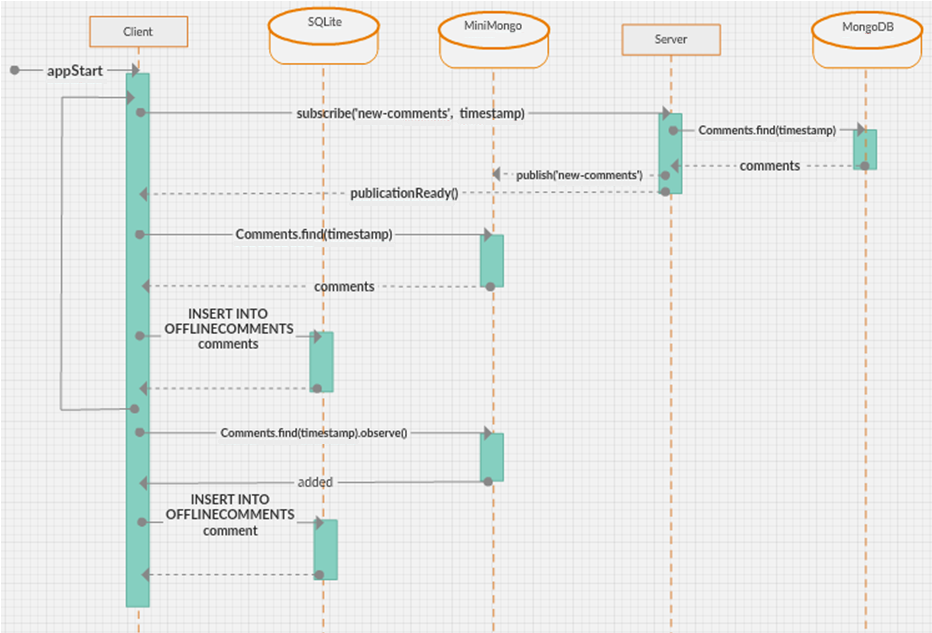 Client
SQLite
MiniMongo
Server
MongoDB
appStart
subscribe('new-comments', timestamp)
Comments.find(timestamp)
comments
publish('new-comments')
publicationReady()
Comments.find(timestamp)
comments
INSERT INTO
OFFLINECOMMENTS
comments
Comments.find(timestamp).observe()
added
INSERT INTO
OFFLINECOMMENTS
comment